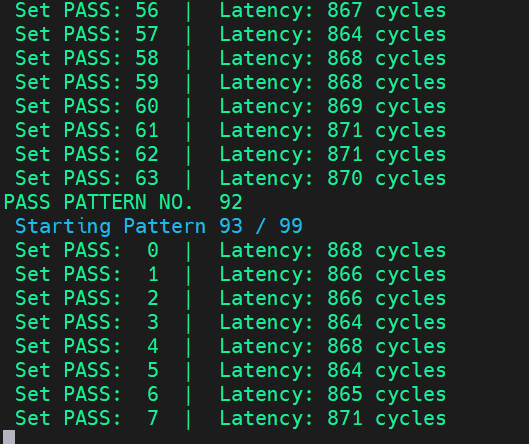 Set PASS: 56 | Latency: 867 cycles
Set PASS: 57 | Latency: 864 cycles
Set PASS: 58 | Latency: 868 cycles
Set PASS: 59 | Latency: 868 cycles
Set PASS: 60 | Latency: 869 cycles
Set PASS: 61 | Latency: 871 cycles
Set PASS: 62 | Latency: 871 cycles
Set PASS: 63 | Latency: 870 cycles
PASS PATTERN NO. 92
Starting Pattern 93 / 99
Set PASS: 0 | Latency: 868 cycles
Set PASS: 1 | Latency: 866 cycles
Set PASS: 2 | Latency: 866 cycles
Set PASS: 3 | Latency: 864 cycles
Set PASS: 4 | Latency: 868 cycles
Set PASS: 5 | Latency: 864 cycles
Set PASS: 6 | Latency: 865 cycles
Set PASS: 7 | Latency: 871 cycles